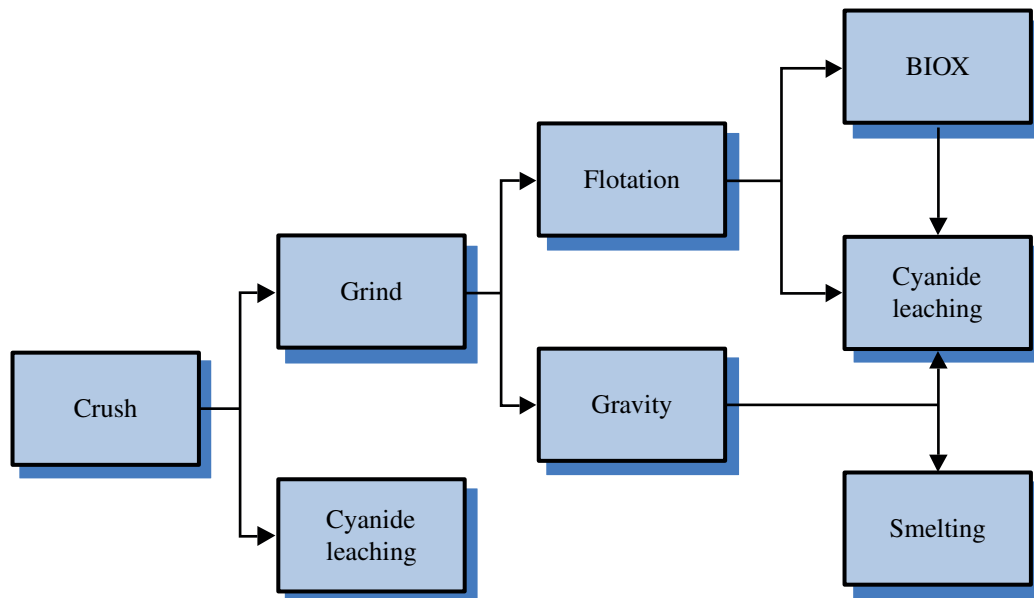 BIOX
Flotation
Grind
Cyanide
leaching
Crush
Gravity
Cyanide
leaching
Smelting